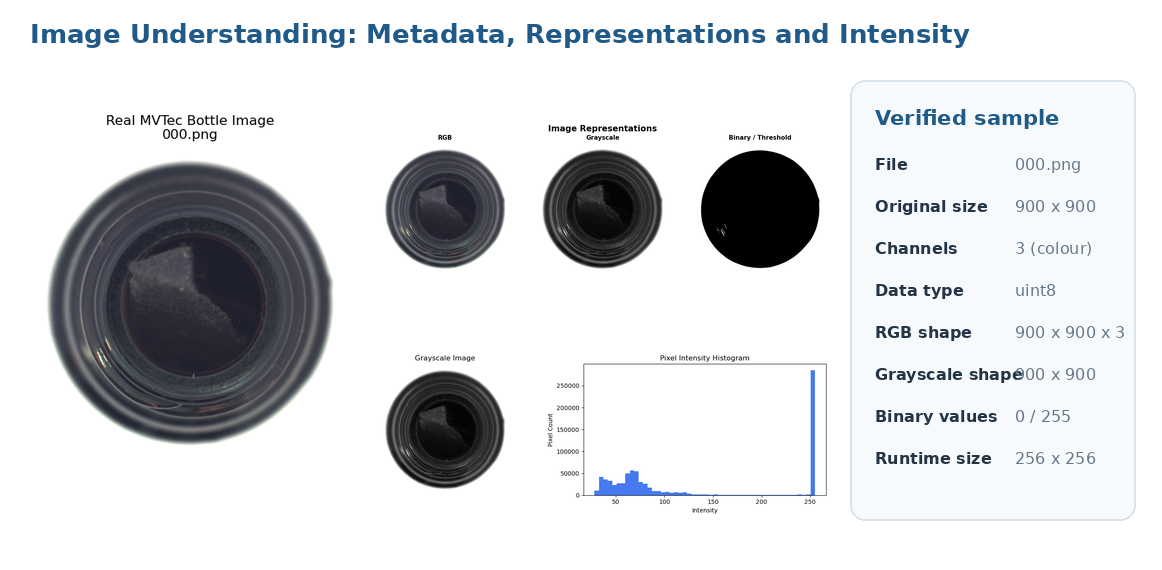 Image Understanding: Metadata, Representations and Intensity
Real MVTec Bottle Image
000.png
Image Representations
RGB
Grayscale
Binary / Threshold
Grayscale Image
Pixel Intensity Histogram
Pixel Count
250000
200000
150000
100000
50000
0
50
100
150
200
250
Intensity
Verified sample
File 000.png
Original size 900 x 900
Channels 3 (colour)
Data type uint8
RGB shape 900 x 900 x 3
Grayscale shape 900 x 900
Binary values 0 / 255
Runtime size 256 x 256